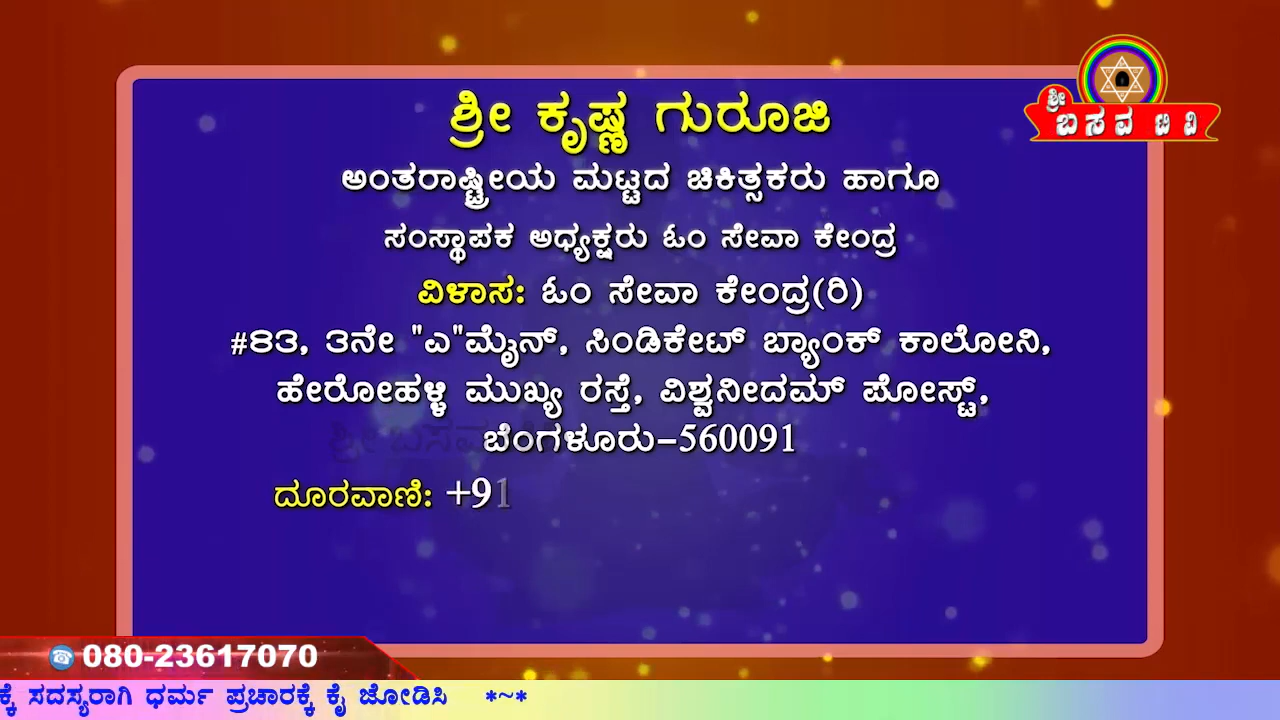 ಶ್ರೀ ಕೃಷ್ಣ ಗುರೂಜಿ
ಶ್ರೀ
ಬಸವ ಟಿ ವಿ
ಅಂತರಾಷ್ಟ್ರೀಯ ಮಟ್ಟದ ಚಿಕಿತ್ಸಕರು ಹಾಗೂ
ಸಂಸ್ಥಾಪಕ ಅಧ್ಯಕ್ಷರು ಓಂ ಸೇವಾ ಕೇಂದ್ರ
ವಿಳಾಸ: ಓಂ ಸೇವಾ ಕೇಂದ್ರ(ರಿ)
#83, 3ನೇ "ಎ"ಮೈನ್, ಸಿಂಡಿಕೇಟ್ ಬ್ಯಾಂಕ್ ಕಾಲೋನಿ,
ಹೇರೋಹಳ್ಳಿ ಮುಖ್ಯ ರಸ್ತೆ, ವಿಶ್ವನೀದಮ್ ಪೋಸ್ಟ್,
ಬೆಂಗಳೂರು-560091
ದೂರವಾಣಿ: +91
080-23617070
ಕ್ಕೆ ಸದಸ್ಯರಾಗಿ ಧರ್ಮ ಪ್ರಚಾರಕ್ಕೆ ಕೈ ಜೋಡಿಸಿ *~*